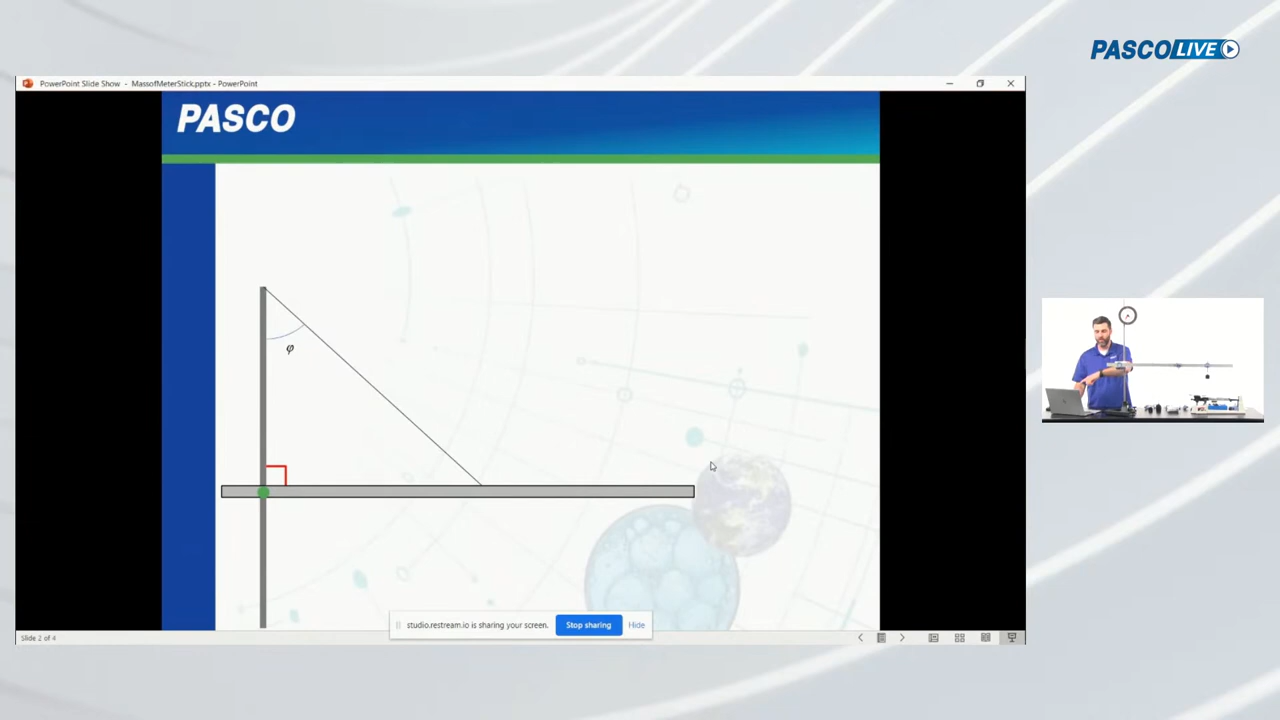 PASCO LIVE
PowerPoint Slide Show - MassofMeterStick.pptx - PowerPoint
PASCO
φ
studio.restream.io is sharing your screen.
Stop sharing
Hide
Slide 2 of 4